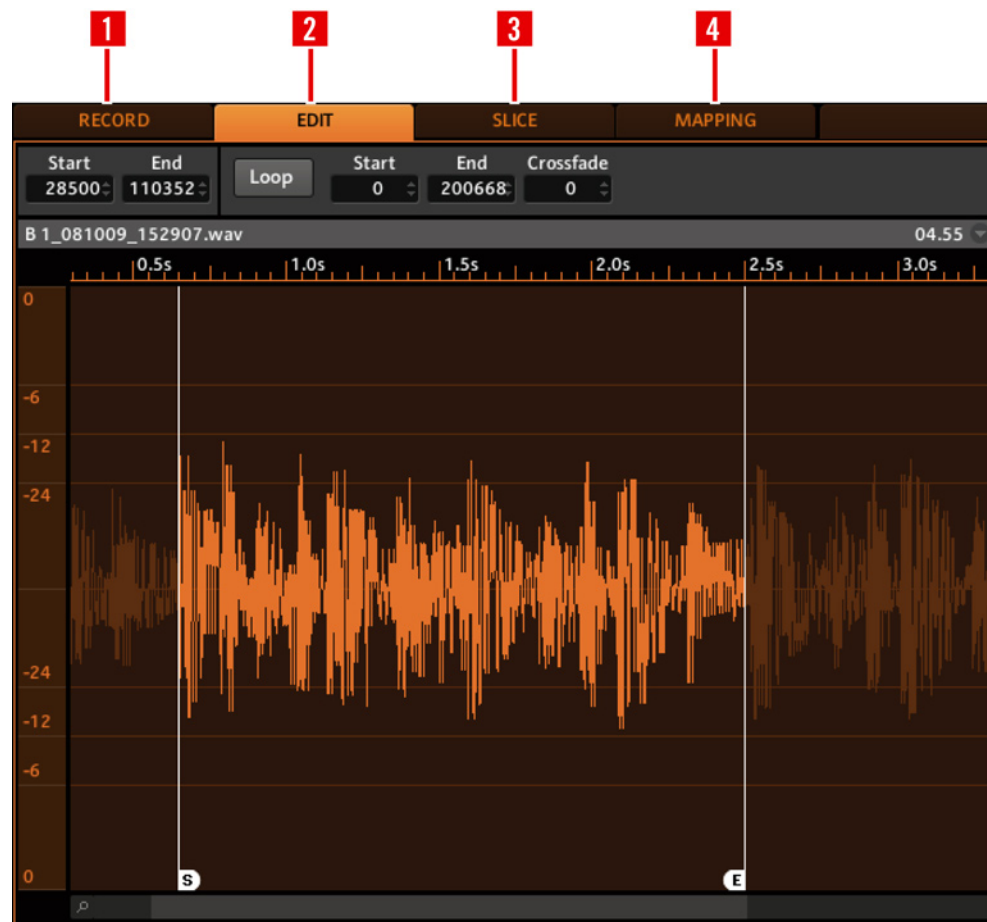 1 2 3 4
RECORD EDIT SLICE MAPPING
Start End Loop Start End Crossfade
28500 110352 0 200668 0
B 1_081009_152907.wav 04.55
0.5s 1.0s 1.5s 2.0s 2.5s 3.0s
0
-6
-12
-24
-24
-12
-6
0
S E